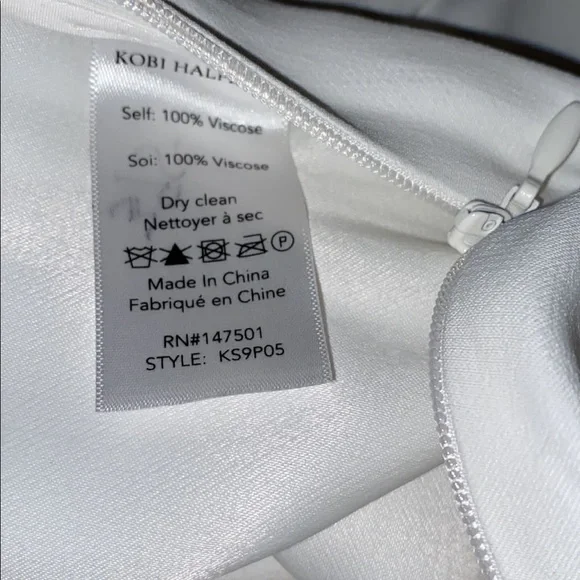 KOBI
Self: 100% Viscose
Soi: 100% Viscose
Dry clean
Nettoyer à sec
P
Made In China
Fabriqué en Chine
RN#147501
STYLE: KS9P05